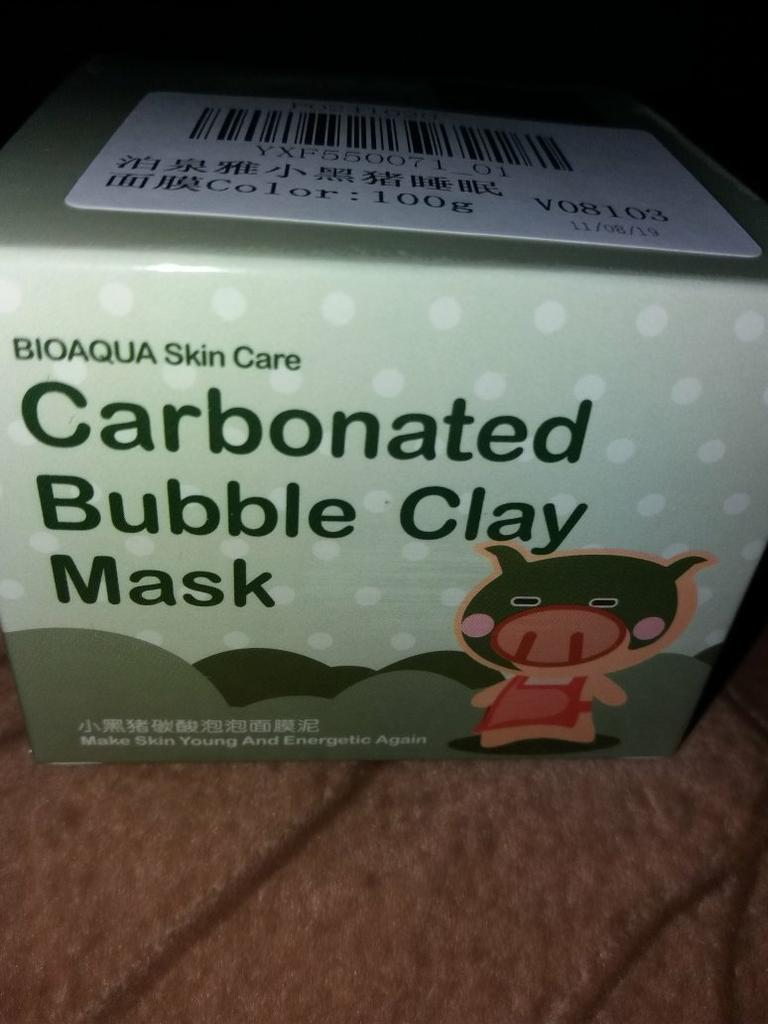 YXF550071_01
泊泉雅小黑猪睡眠
面膜Color:100g V08103
11/08/19
BIOAQUA Skin Care
Carbonated
Bubble Clay
Mask
小黑猪碳酸泡泡面膜泥
Make Skin Young And Energetic Again